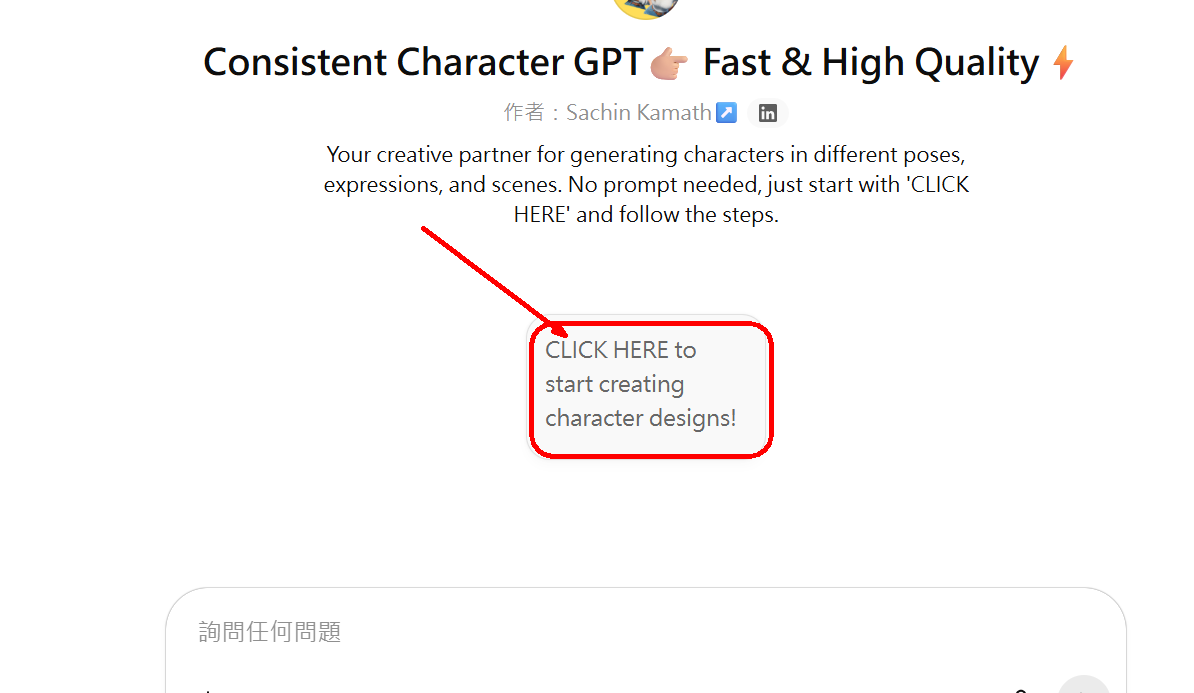 Consistent Character GPT👉🏼 Fast & High Quality⚡
作者：Sachin Kamath↗️ in
Your creative partner for generating characters in different poses,
expressions, and scenes. No prompt needed, just start with 'CLICK
HERE' and follow the steps.
CLICK HERE to
start creating
character designs!
詢問任何問題